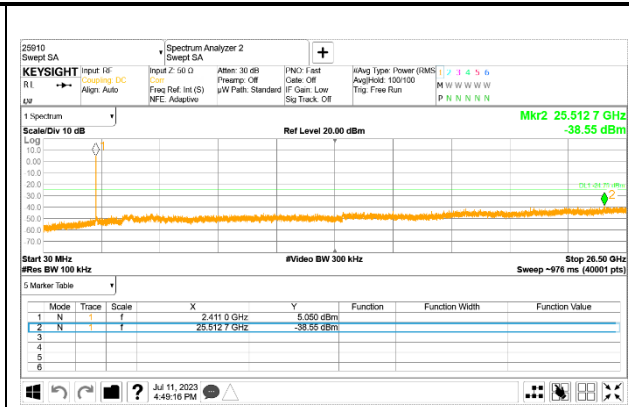 25910
Swept SA
Spectrum Analyzer 2
Swept SA
+
KEYSIGHT
RL
Input: RF
Coupling: DC
Align: Auto
Input Z: 50 Ω
Corr
Freq Ref: Int (S)
NFE: Adaptive
Atten: 30 dB
Preamp: Off
µW Path: Standard
PNO: Fast
Gate: Off
IF Gain: Low
Sig Track: Off
#Avg Type: Power (RMS
Avg|Hold: 100/100
Trig: Free Run
1 2 3 4 5 6
M W W W W W
P N N N N N
1 Spectrum
Scale/Div 10 dB
Ref Level 20.00 dBm
Mkr2 25.512 7 GHz
-38.55 dBm
Log
10.0
0.00
10.0
20.0
30.0
40.0
50.0
60.0
70.0
1
2
Start 30 MHz
#Video BW 300 kHz
Stop 26.50 GHz
#Res BW 100 kHz
Sweep ~976 ms (40001 pts)
5 Marker Table
Mode Trace Scale X Y Function Function Width Function Value
1 N 1 f 2.411 0 GHz 5.050 dBm
2 N 1 f 25.512 7 GHz -38.55 dBm
3
4
5
6
?
Jul 11, 2023
4:49:16 PM